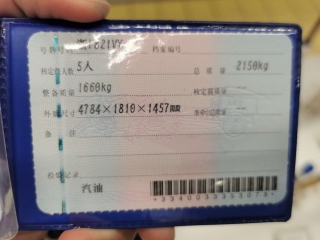 号牌号码 档案编号
核定载人数 5人 总质量 2150kg
整备质量 1660kg 核定载质量
外廓尺寸 4784×1810×1457mm 准牵引总质量
备注
检验记录
汽油